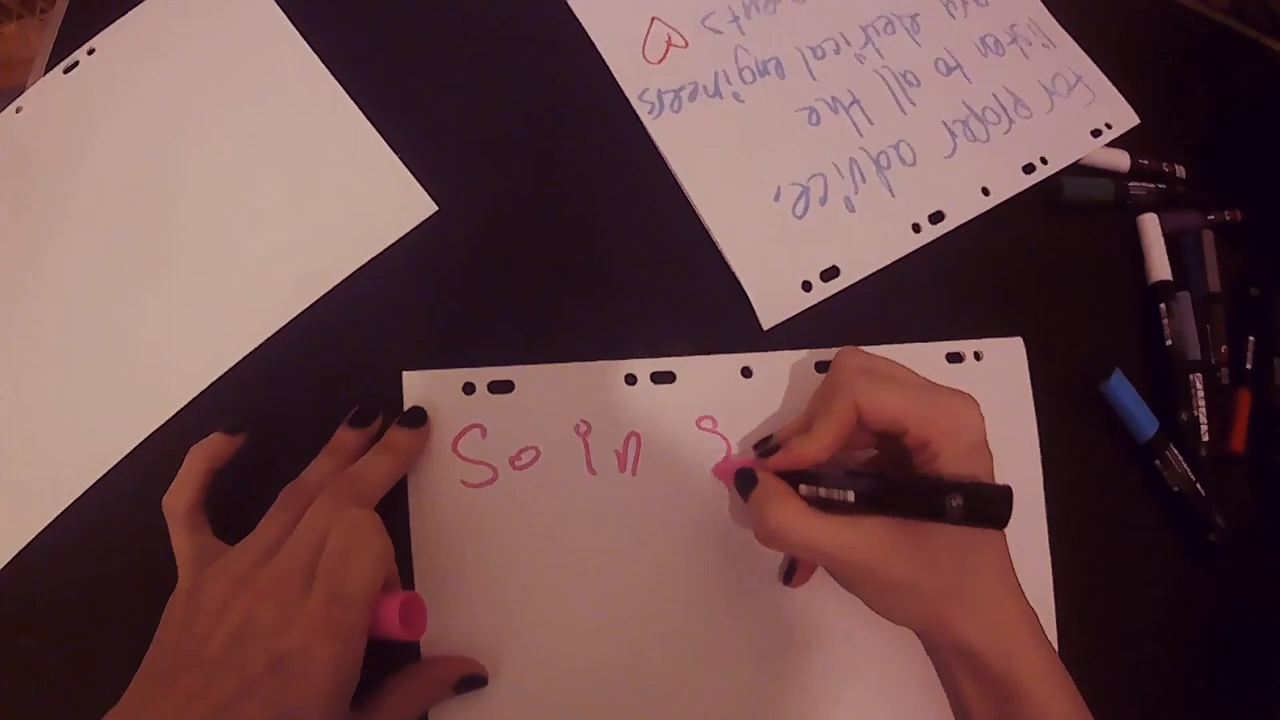 for proper advice,
listen to all the
electrical engineers
So in